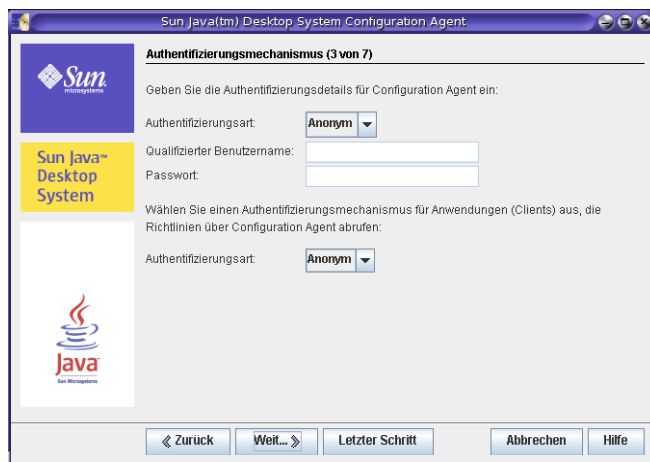 Sun Java(tm) Desktop System Configuration Agent
Sun
microsystems
Sun Java™
Desktop
System
Java
Sun Microsystems
Authentifizierungsmechanismus (3 von 7)
Geben Sie die Authentifizierungsdetails für Configuration Agent ein:
Authentifizierungsart: Anonym
Qualifizierter Benutzername:
Passwort:
Wählen Sie einen Authentifizierungsmechanismus für Anwendungen (Clients) aus, die
Richtlinien über Configuration Agent abrufen:
Authentifizierungsart: Anonym
Zurück Weit... Letzter Schritt Abbrechen Hilfe